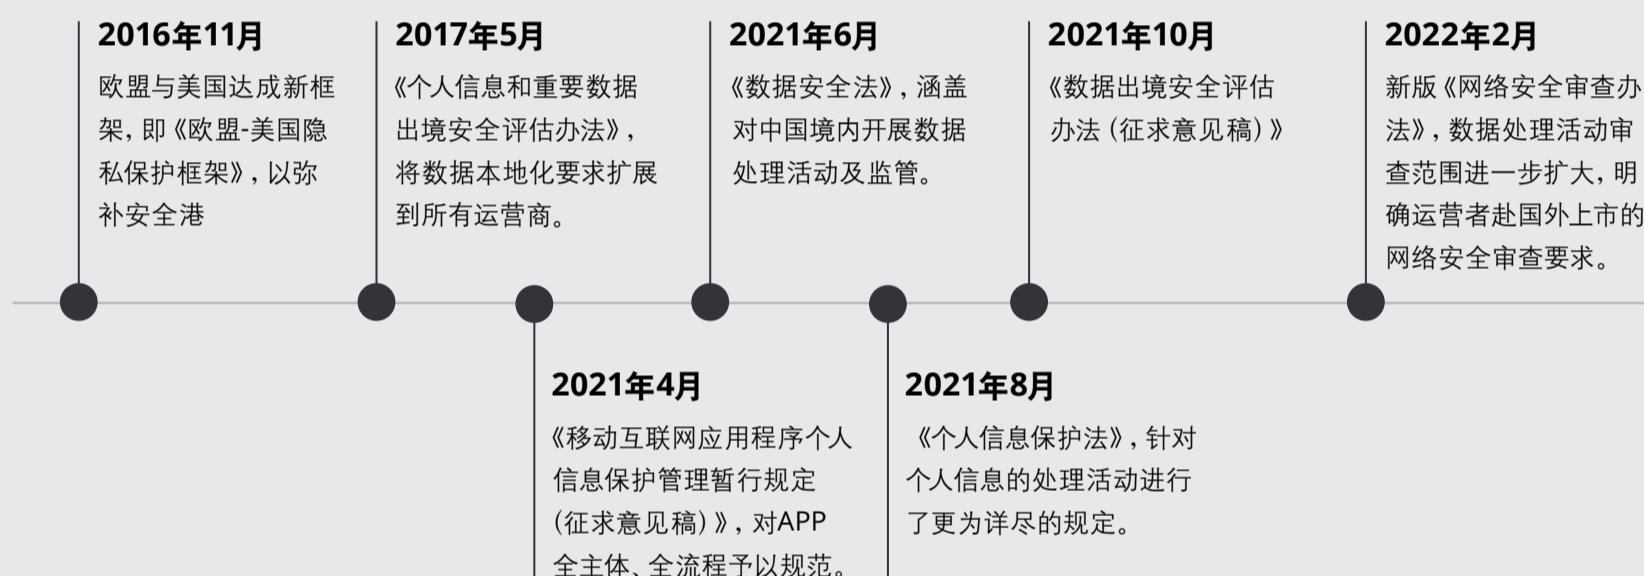 2016年11月
欧盟与美国达成新框
架，即《欧盟-美国隐
私保护框架》，以弥
补安全港
2017年5月
《个人信息和重要数据
出境安全评估办法》，
将数据本地化要求扩展
到所有运营商。
2021年4月
《移动互联网应用程序个人
信息保护管理暂行规定
（征求意见稿）》，对APP
全主体、全流程予以规范。
2021年6月
《数据安全法》，涵盖
对中国境内开展数据
处理活动及监管。
2021年8月
《个人信息保护法》，针对
个人信息的处理活动进行
了更为详尽的规定。
2021年10月
《数据出境安全评估
办法（征求意见稿）》
2022年2月
新版《网络安全审查办
法》，数据处理活动审
查范围进一步扩大，明
确运营者赴国外上市的
网络安全审查要求。